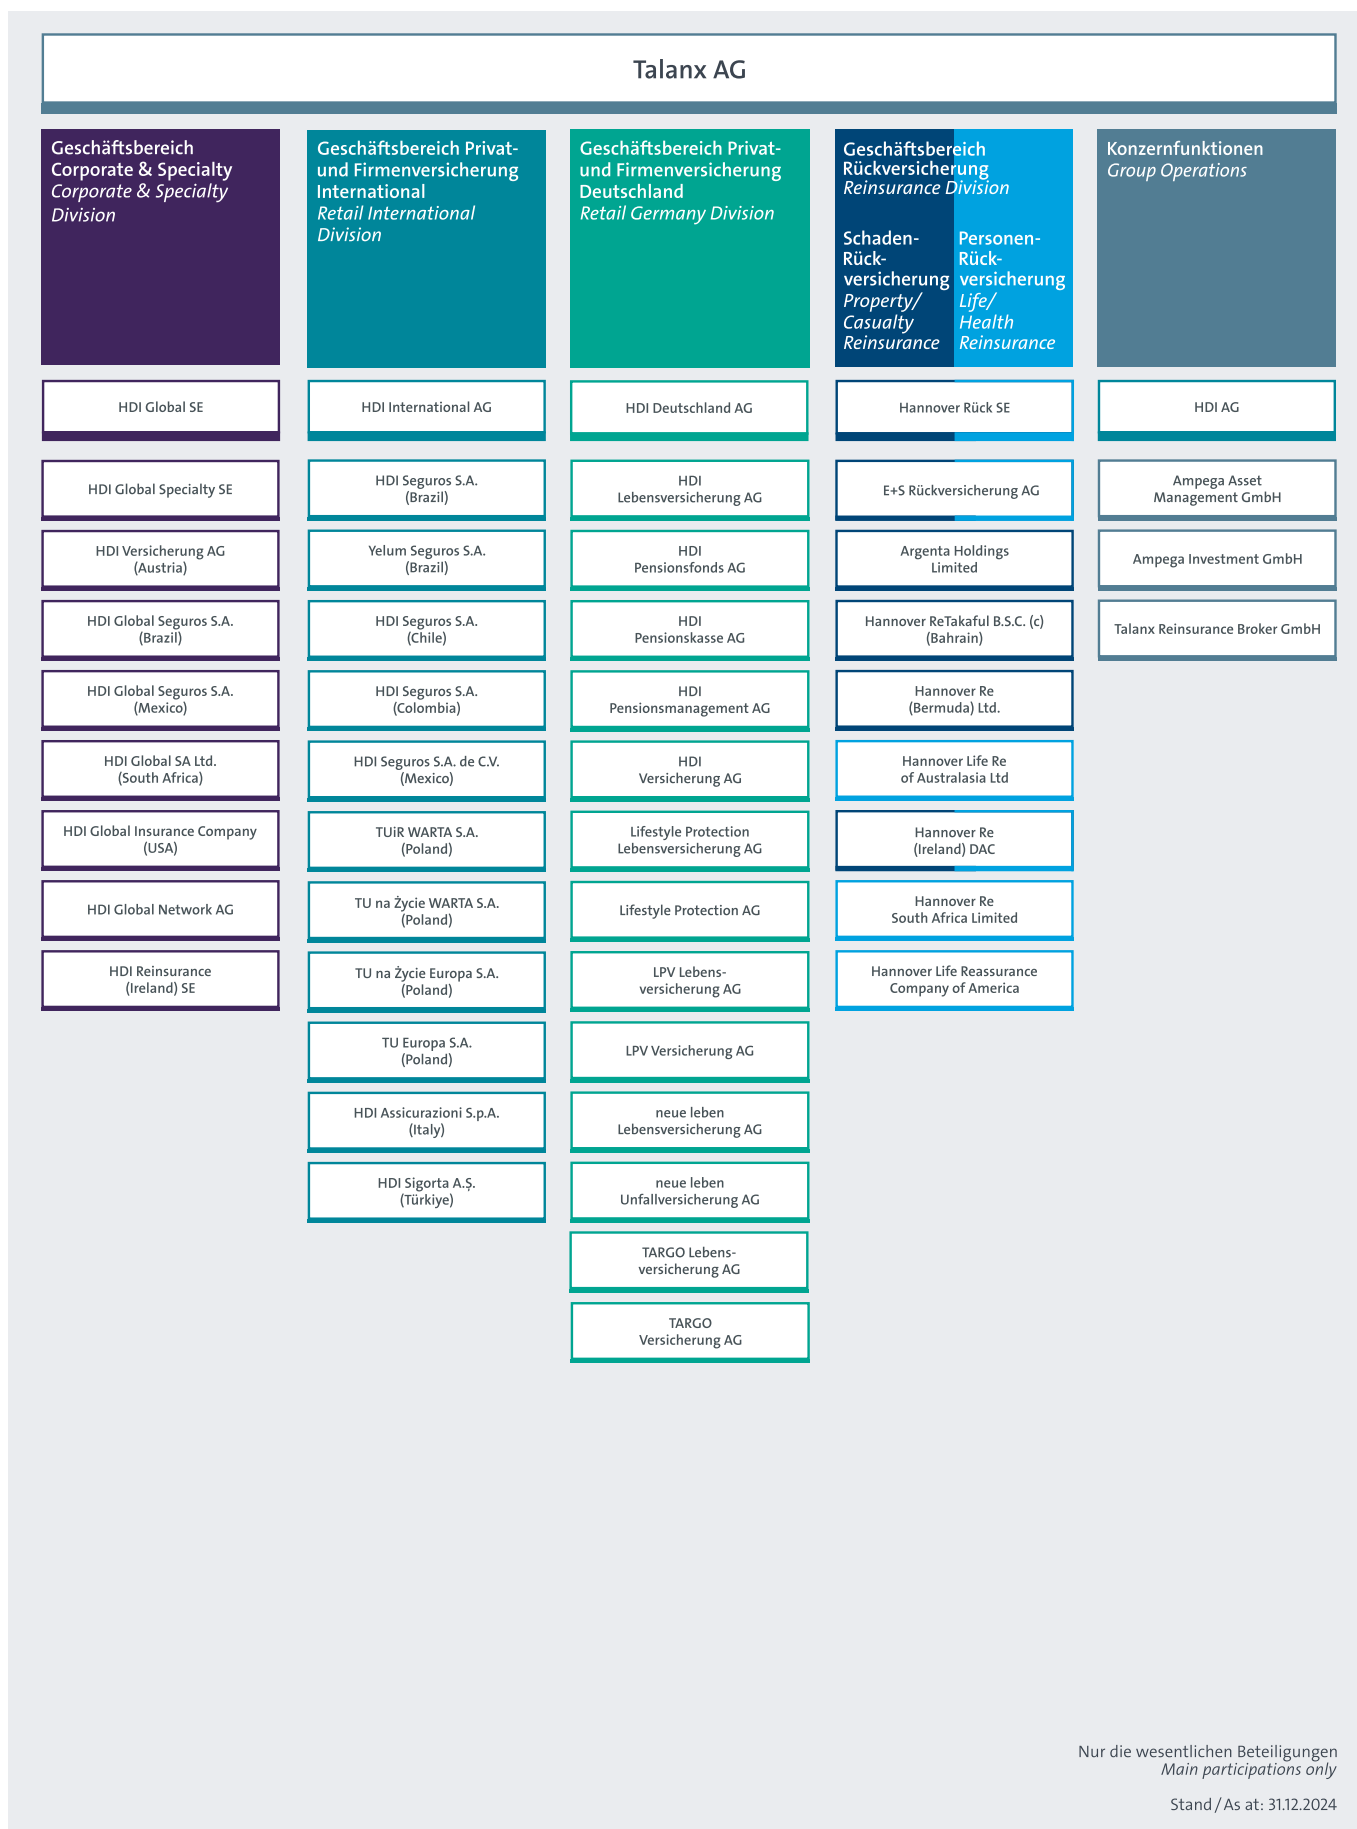 Talanx AG
Geschäftsbereich
Corporate & Specialty
Corporate & Specialty
Division
HDI Global SE
HDI Global Specialty SE
HDI Versicherung AG
(Austria)
HDI Global Seguros S.A.
(Brazil)
HDI Global Seguros S.A.
(Mexico)
HDI Global SA Ltd.
(South Africa)
HDI Global Insurance Company
(USA)
HDI Global Network AG
HDI Reinsurance
(Ireland) SE
Geschäftsbereich Privat-
und Firmenversicherung
International
Retail International
Division
HDI International AG
HDI Seguros S.A.
(Brazil)
Yelum Seguros S.A.
(Brazil)
HDI Seguros S.A.
(Chile)
HDI Seguros S.A.
(Colombia)
HDI Seguros S.A. de C.V.
(Mexico)
TUiR WARTA S.A.
(Poland)
TU na Życie WARTA S.A.
(Poland)
TU na Życie Europa S.A.
(Poland)
TU Europa S.A.
(Poland)
HDI Assicurazioni S.p.A.
(Italy)
HDI Sigorta A.Ş.
(Türkiye)
Geschäftsbereich Privat-
und Firmenversicherung
Deutschland
Retail Germany Division
HDI Deutschland AG
HDI
Lebensversicherung AG
HDI
Pensionsfonds AG
HDI
Pensionskasse AG
HDI
Pensionsmanagement AG
HDI
Versicherung AG
Lifestyle Protection
Lebensversicherung AG
Lifestyle Protection AG
LPV Lebens-
versicherung AG
LPV Versicherung AG
neue leben
Lebensversicherung AG
neue leben
Unfallversicherung AG
TARGO Lebens-
versicherung AG
TARGO
Versicherung AG
Geschäftsbereich
Rückversicherung
Reinsurance Division
Schaden-
Rück-
versicherung
Property/
Casualty
Reinsurance
Personen-
Rück-
versicherung
Life/
Health
Reinsurance
Hannover Rück SE
E+S Rückversicherung AG
Argenta Holdings
Limited
Hannover ReTakaful B.S.C. (c)
(Bahrain)
Hannover Re
(Bermuda) Ltd.
Hannover Life Re
of Australasia Ltd
Hannover Re
(Ireland) DAC
Hannover Re
South Africa Limited
Hannover Life Reassurance
Company of America
Konzernfunktionen
Group Operations
HDI AG
Ampega Asset
Management GmbH
Ampega Investment GmbH
Talanx Reinsurance Broker GmbH
Nur die wesentlichen Beteiligungen
Main participations only
Stand / As at: 31.12.2024